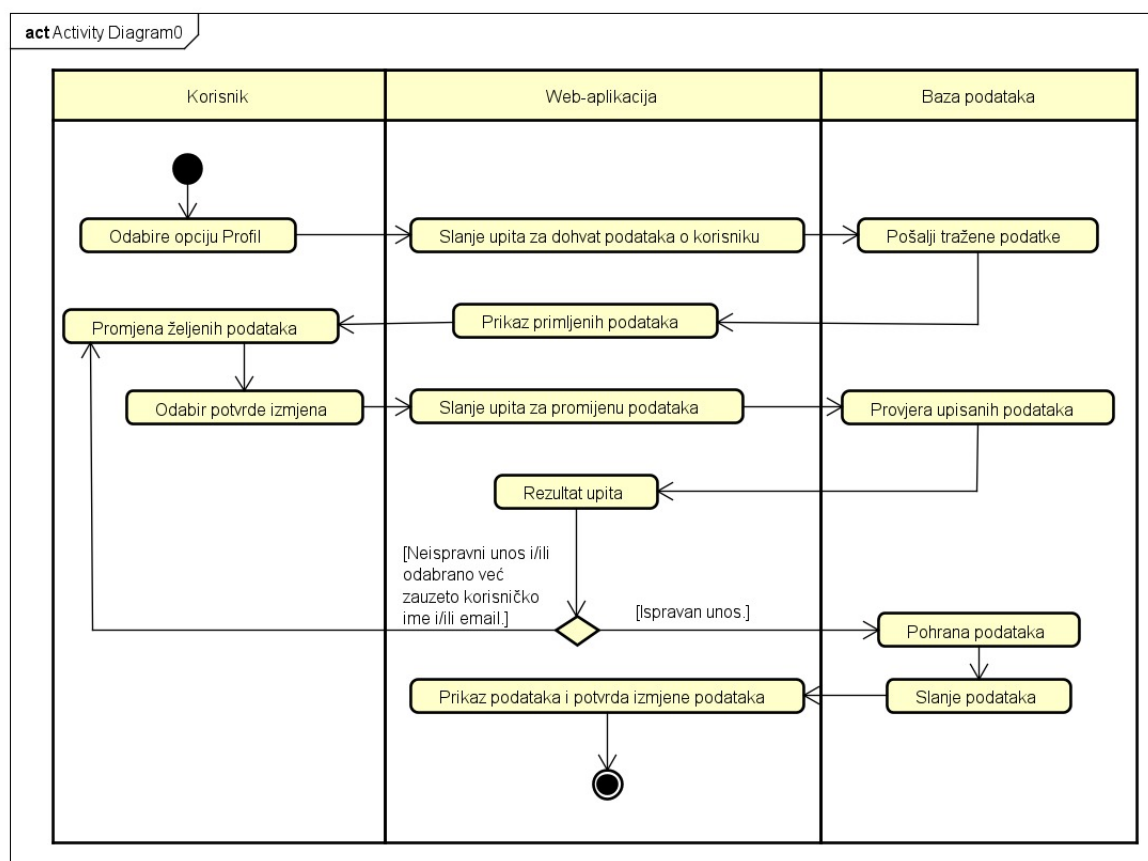 act Activity Diagram0
Korisnik
Web-aplikacija
Baza podataka
Odabire opciju Profil
Slanje upita za dohvat podataka o korisniku
Pošalji tražene podatke
Promjena željenih podataka
Prikaz primljenih podataka
Odabir potvrde izmjena
Slanje upita za promijenu podataka
Provjera upisanih podataka
Rezultat upita
[Neispravni unos i/ili
odabrano već
zauzeto korisničko
ime i/ili email.]
[Ispravan unos.]
Pohrana podataka
Prikaz podataka i potvrda izmjene podataka
Slanje podataka